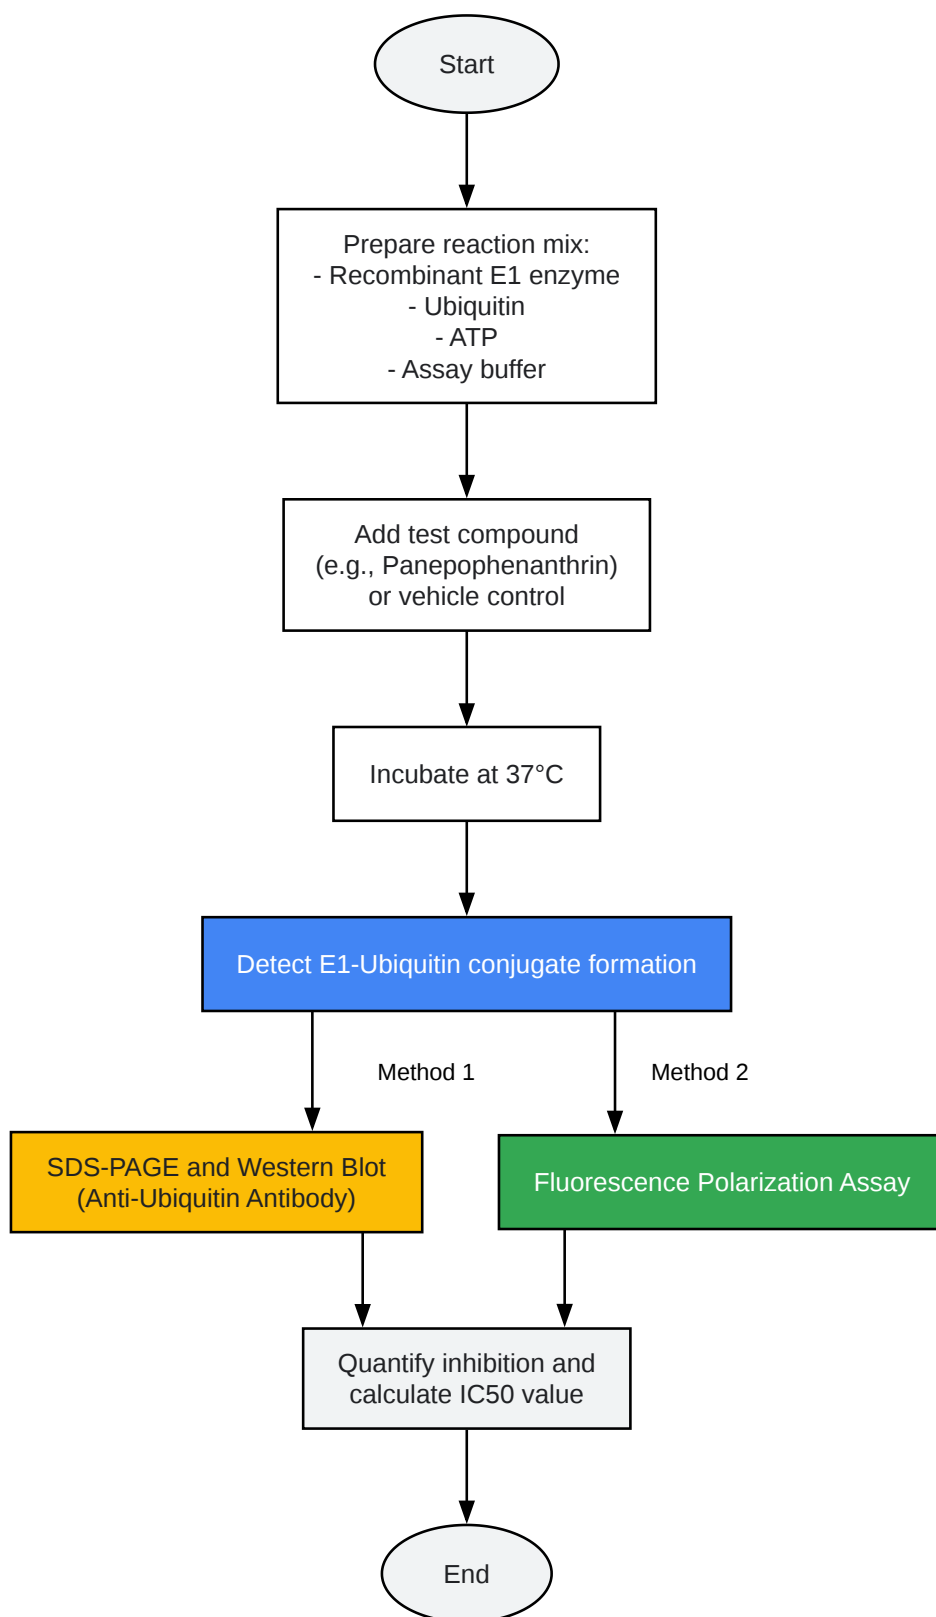 Start
Prepare reaction mix:
- Recombinant E1 enzyme
- Ubiquitin
- ATP
- Assay buffer
Add test compound
(e.g., Panepophenanthrin)
or vehicle control
Incubate at 37°C
Detect E1-Ubiquitin conjugate formation
Method 1
Method 2
SDS-PAGE and Western Blot
(Anti-Ubiquitin Antibody)
Fluorescence Polarization Assay
Quantify inhibition and
calculate IC50 value
End